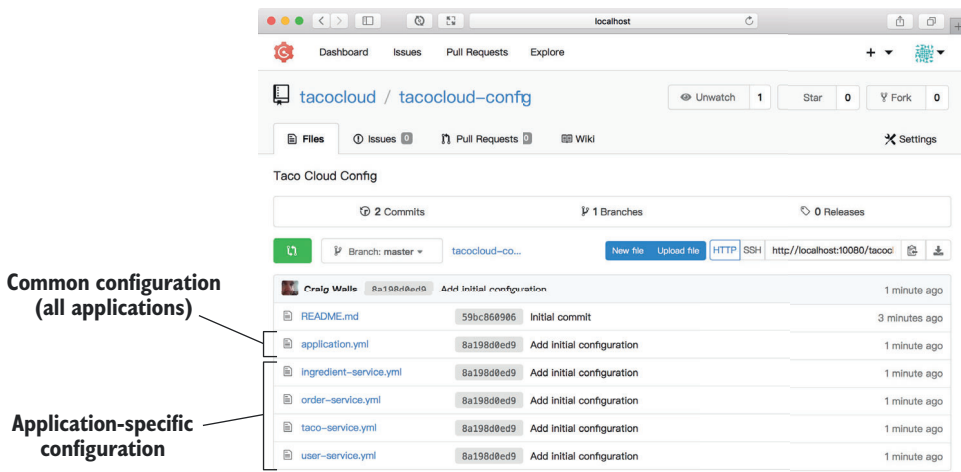 localhost
Dashboard Issues Pull Requests Explore
tacocloud / tacocloud-config
Unwatch 1 Star 0 Fork 0
Files Issues 0 Pull Requests 0 Wiki Settings
Taco Cloud Config
2 Commits 1 Branches 0 Releases
Branch: master tacocloud-co... New file Upload file HTTP SSH http://localhost:10080/tacocl
Common configuration
(all applications)
Craig Walls 8a198d0ed9 Add initial configuration 1 minute ago
README.md 59bc860906 Initial commit 3 minutes ago
application.yml 8a198d0ed9 Add initial configuration 1 minute ago
ingredient-service.yml 8a198d0ed9 Add initial configuration 1 minute ago
order-service.yml 8a198d0ed9 Add initial configuration 1 minute ago
Application-specific
configuration
taco-service.yml 8a198d0ed9 Add initial configuration 1 minute ago
user-service.yml 8a198d0ed9 Add initial configuration 1 minute ago